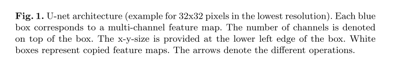 Fig. 1. U-net architecture (example for 32x32 pixels in the lowest resolution). Each blue
box corresponds to a multi-channel feature map. The number of channels is denoted
on top of the box. The x-y-size is provided at the lower left edge of the box. White
boxes represent copied feature maps. The arrows denote the different operations.